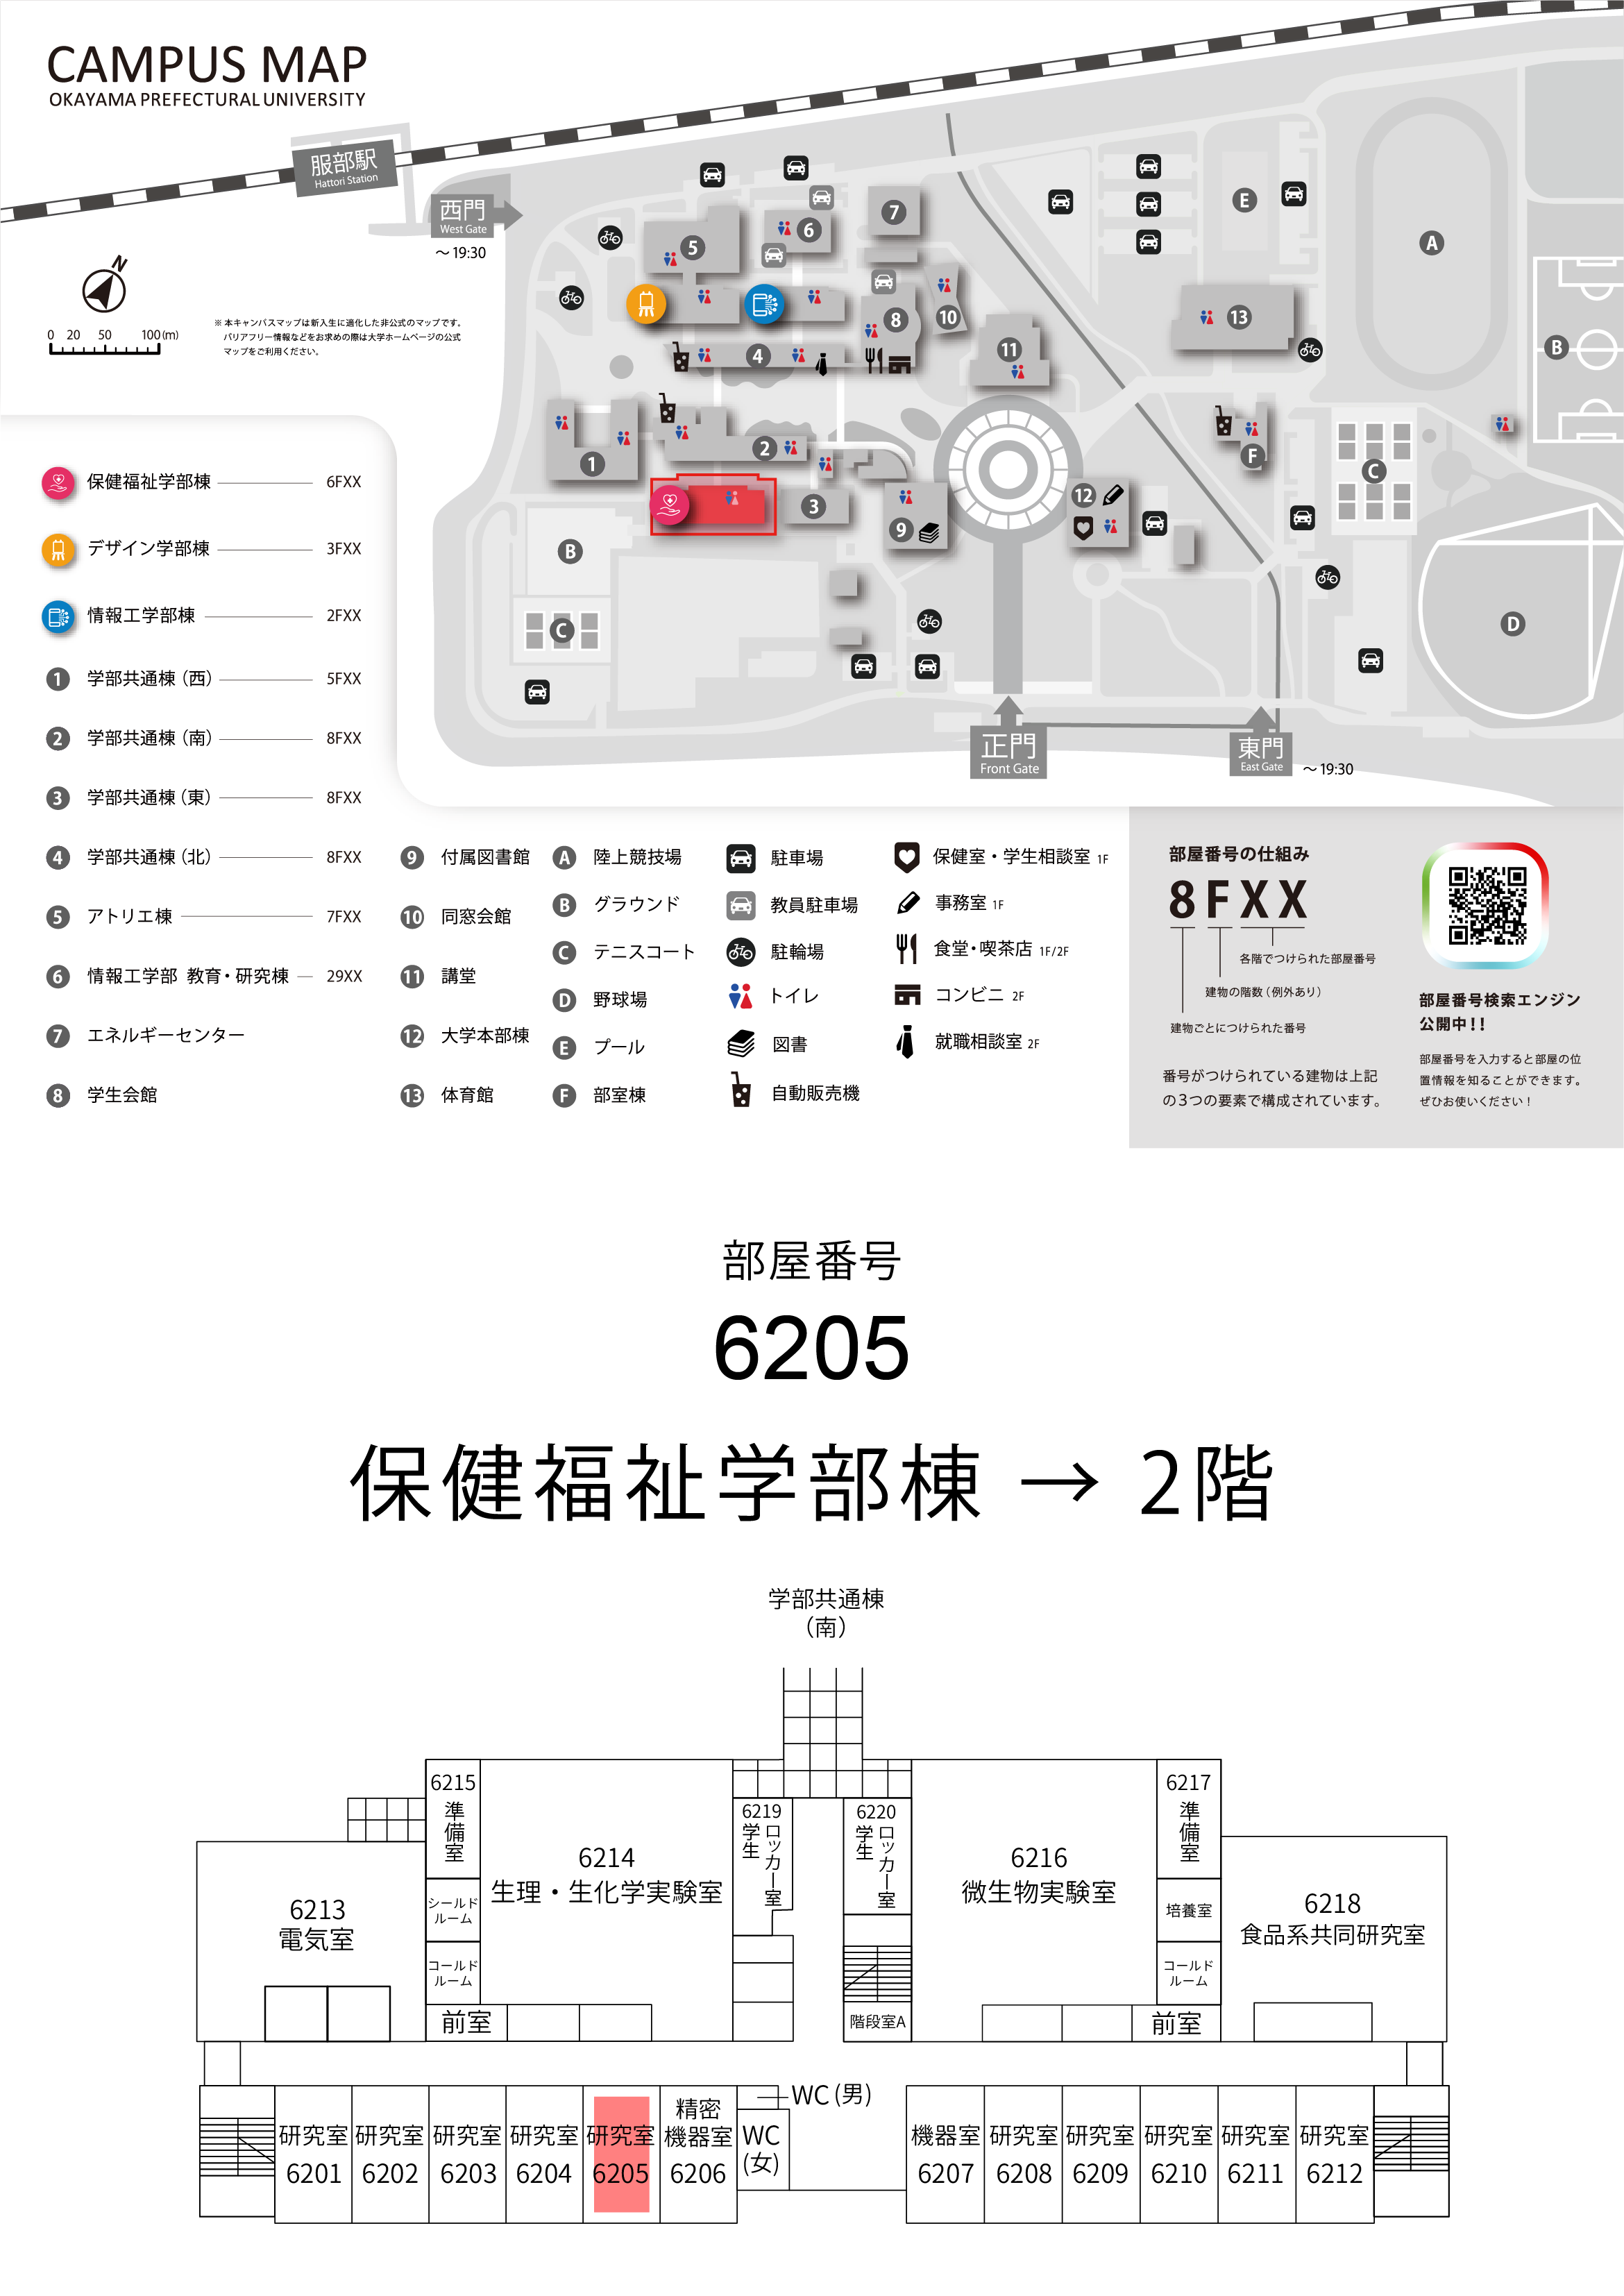 CAMPUS MAP
OKAYAMA PREFECTURAL UNIVERSITY
服部駅
Hattori Station
西門
West Gate
～19:30
N
0 20 50 100(m)
※ 本キャンパスマップは新入生に適化した非公式のマップです。
バリアフリー情報などをお求めの際は大学ホームページの公式
マップをご利用ください。
5
6
7
8
10
4
11
13
E
A
B
1
2
3
9
12
F
C
B
C
D
正門
Front Gate
東門
East Gate
～19:30
保健福祉学部棟 6FXX
デザイン学部棟 3FXX
情報工学部棟 2FXX
1 学部共通棟（西） 5FXX
2 学部共通棟（南） 8FXX
3 学部共通棟（東） 8FXX
4 学部共通棟（北） 8FXX
5 アトリエ棟 7FXX
6 情報工学部 教育・研究棟 29XX
7 エネルギーセンター
8 学生会館
9 付属図書館
10 同窓会館
11 講堂
12 大学本部棟
13 体育館
A 陸上競技場
B グラウンド
C テニスコート
D 野球場
E プール
F 部室棟
駐車場
教員駐車場
駐輪場
トイレ
図書
自動販売機
保健室・学生相談室 1F
事務室 1F
食堂・喫茶店 1F/2F
コンビニ 2F
就職相談室 2F
部屋番号の仕組み
8FXX
各階でつけられた部屋番号
建物の階数（例外あり）
建物ごとにつけられた番号
番号がつけられている建物は上記
の3つの要素で構成されています。
部屋番号検索エンジン
公開中！！
部屋番号を入力すると部屋の位
置情報を知ることができます。
ぜひお使いください！
部屋番号
6205
保健福祉学部棟 → 2階
学部共通棟
（南）
6213
電気室
6215
準備室
シールド
ルーム
コールド
ルーム
前室
6214
生理・生化学実験室
6219
学生
ロッカー室
6220
学生
ロッカー室
階段室A
6216
微生物実験室
6217
準備室
培養室
コールド
ルーム
前室
6218
食品系共同研究室
研究室
6201
研究室
6202
研究室
6203
研究室
6204
研究室
6205
精密
機器室
6206
WC
(女)
WC (男)
機器室
6207
研究室
6208
研究室
6209
研究室
6210
研究室
6211
研究室
6212